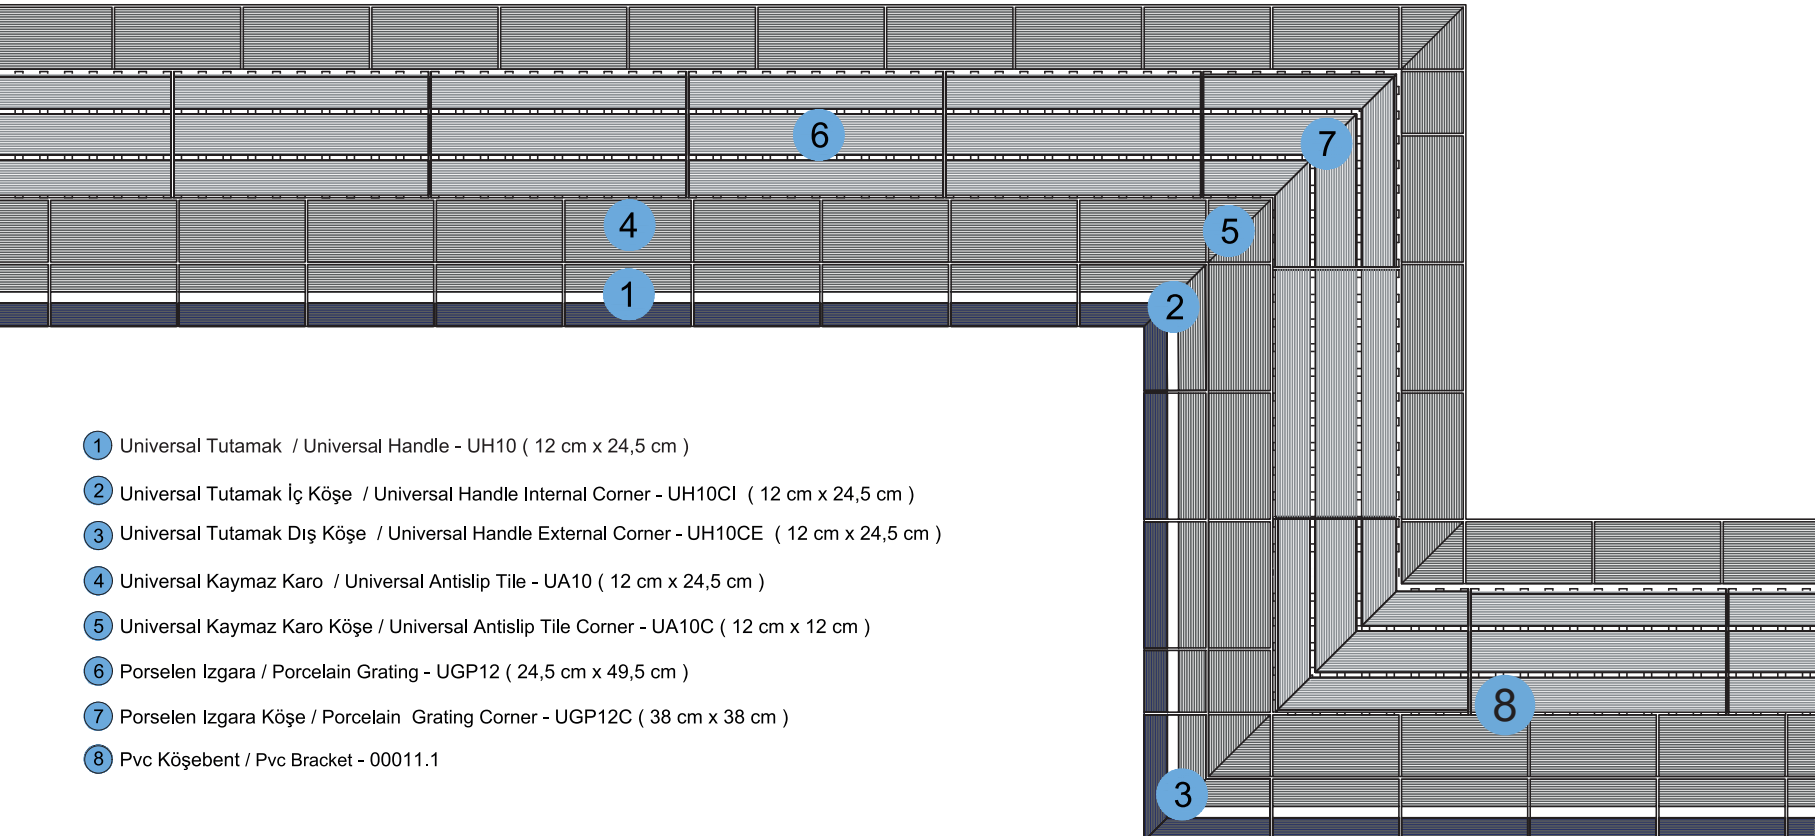 6
7
4
5
1
2
1 Universal Tutamak / Universal Handle - UH10 ( 12 cm x 24,5 cm )
2 Universal Tutamak İç Köşe / Universal Handle Internal Corner - UH10CI ( 12 cm x 24,5 cm )
3 Universal Tutamak Dış Köşe / Universal Handle External Corner - UH10CE ( 12 cm x 24,5 cm )
4 Universal Kaymaz Karo / Universal Antislip Tile - UA10 ( 12 cm x 24,5 cm )
5 Universal Kaymaz Karo Köşe / Universal Antislip Tile Corner - UA10C ( 12 cm x 12 cm )
6 Porselen Izgara / Porcelain Grating - UGP12 ( 24,5 cm x 49,5 cm )
7 Porselen Izgara Köşe / Porcelain Grating Corner - UGP12C ( 38 cm x 38 cm )
8 Pvc Köşebent / Pvc Bracket - 00011.1
8
3